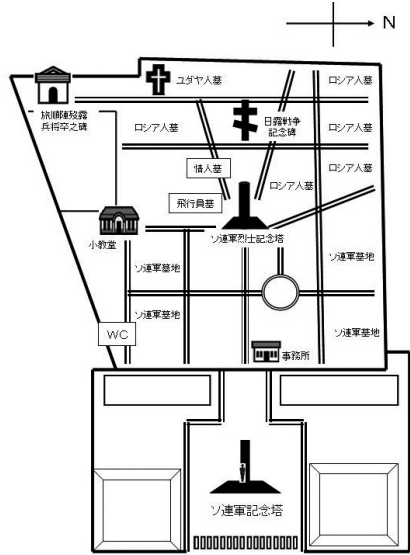 N
ユダヤ人墓
ロシア人墓
旅順陣歿露
兵将卒之碑
ロシア人墓
日露戦争
記念碑
ロシア人墓
情人墓
ロシア人墓
飛行員墓
ロシア人墓
ソ連軍烈士記念塔
小教堂
ソ連軍墓地
ソ連軍墓地
ソ連軍墓地
ソ連軍墓地
WC
事務所
ソ連軍記念塔